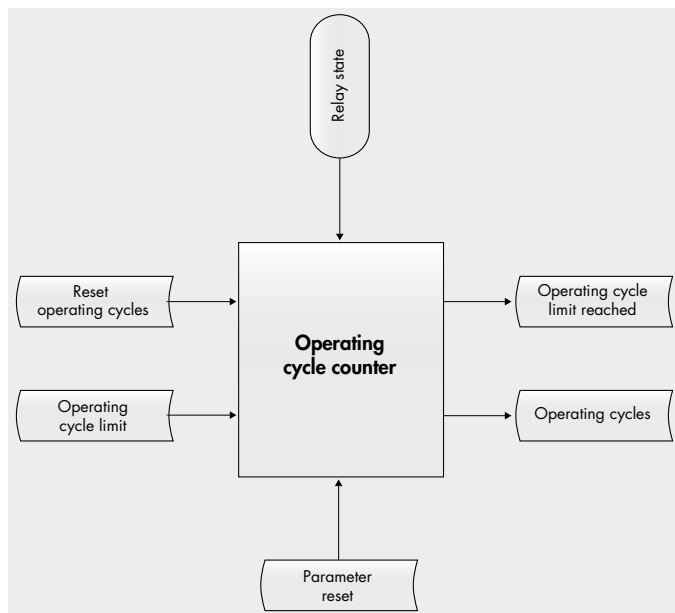 Relay state
Reset
operating cycles
Operating
cycle limit
Operating
cycle counter
Operating cycle
limit reached
Operating cycles
Parameter
reset